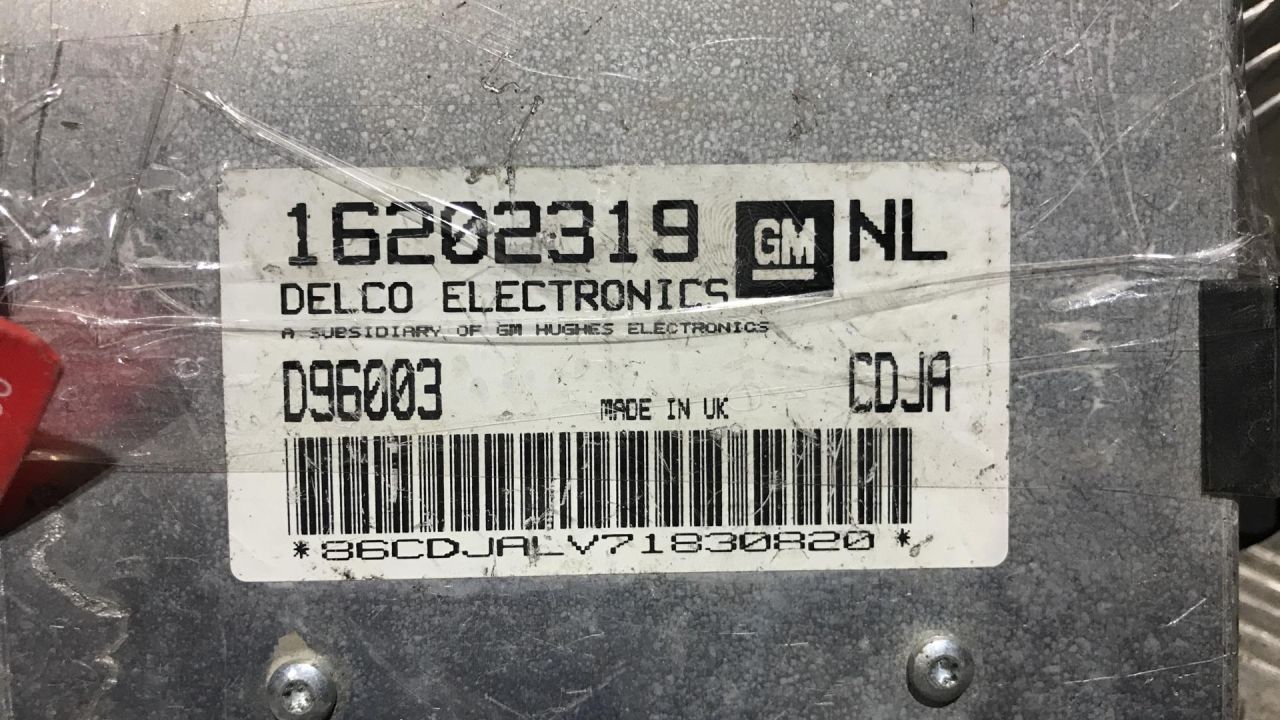 16202319 GM NL
DELCO ELECTRONICS
A SUBSIDIARY OF GM HUGHES ELECTRONICS
D96003 MADE IN UK CDJA
*86CDJALV71830820*